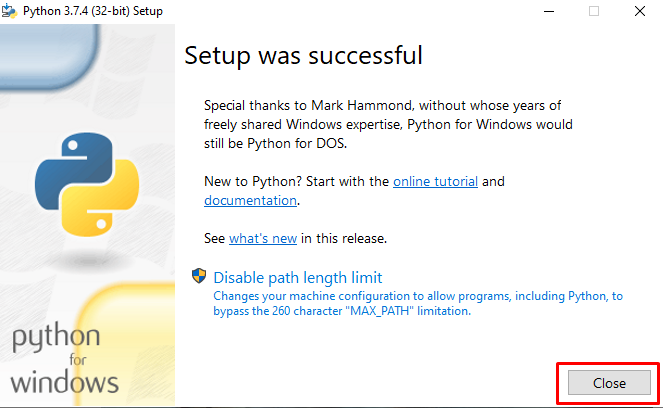 Python 3.7.4 (32-bit) Setup
Setup was successful
Special thanks to Mark Hammond, without whose years of
freely shared Windows expertise, Python for Windows would
still be Python for DOS.
New to Python? Start with the online tutorial and
documentation.
See what's new in this release.
Disable path length limit
Changes your machine configuration to allow programs, including Python, to
bypass the 260 character "MAX_PATH" limitation.
python
for
windows
Close